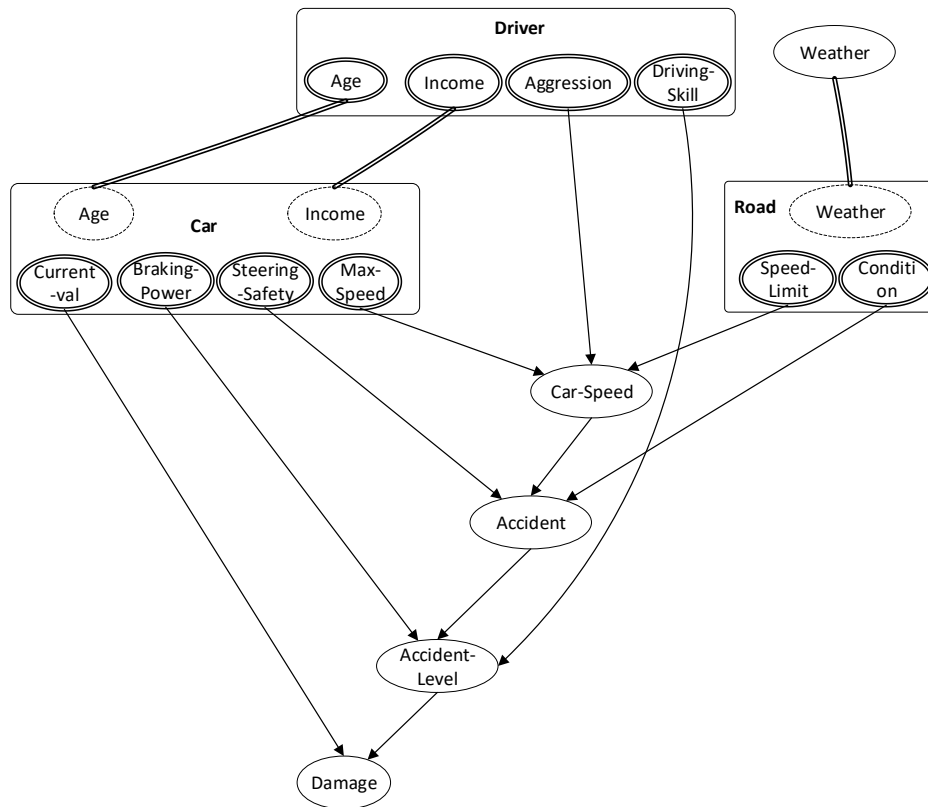 Driver
Weather
Age
Income
Aggression
Driving-
Skill
Age
Car
Income
Road
Weather
Current
-val
Braking-
Power
Steering
-Safety
Max-
Speed
Speed-
Limit
Conditi
on
Car-Speed
Accident
Accident-
Level
Damage